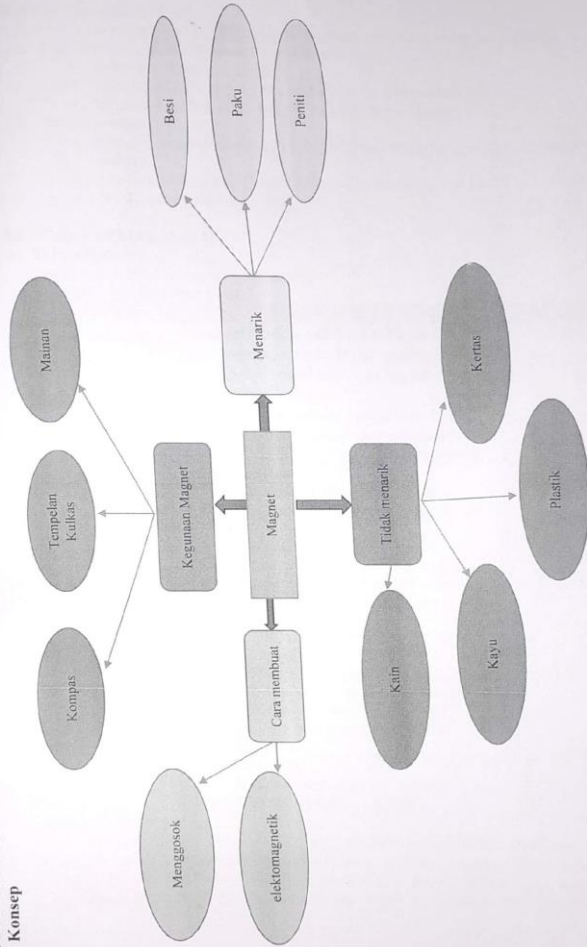 Konsep
Kompas
Tempelan
Kulkas
Mainan
Kegunaan Magnet
Menggosok
elektomagnetik
Cara membuat
Magnet
Menarik
Besi
Paku
Peniti
Tidak menarik
Kain
Kayu
Plastik
Kertas